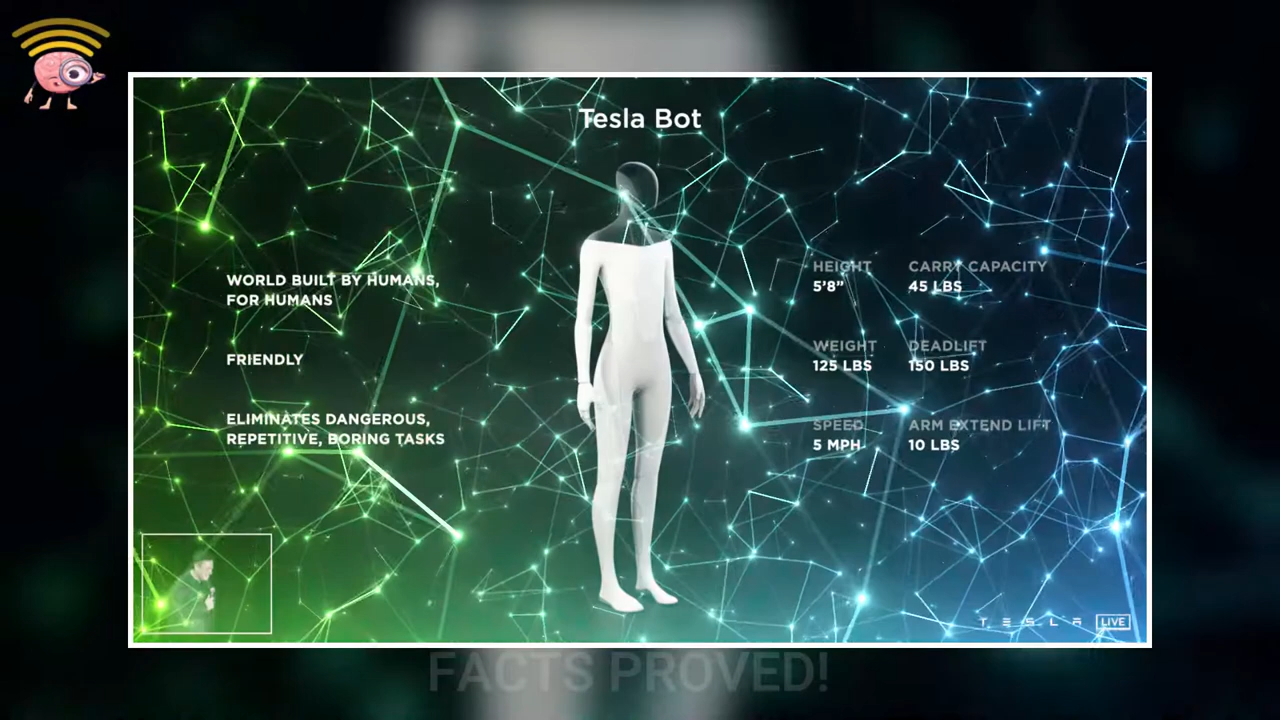 Tesla Bot
WORLD BUILT BY HUMANS,
FOR HUMANS
FRIENDLY
ELIMINATES DANGEROUS,
REPETITIVE, BORING TASKS
HEIGHT
5'8"
CARRY CAPACITY
45 LBS
WEIGHT
125 LBS
DEADLIFT
150 LBS
SPEED
5 MPH
ARM EXTEND LIFT
10 LBS
TESLA LIVE
FACTS PROVED!